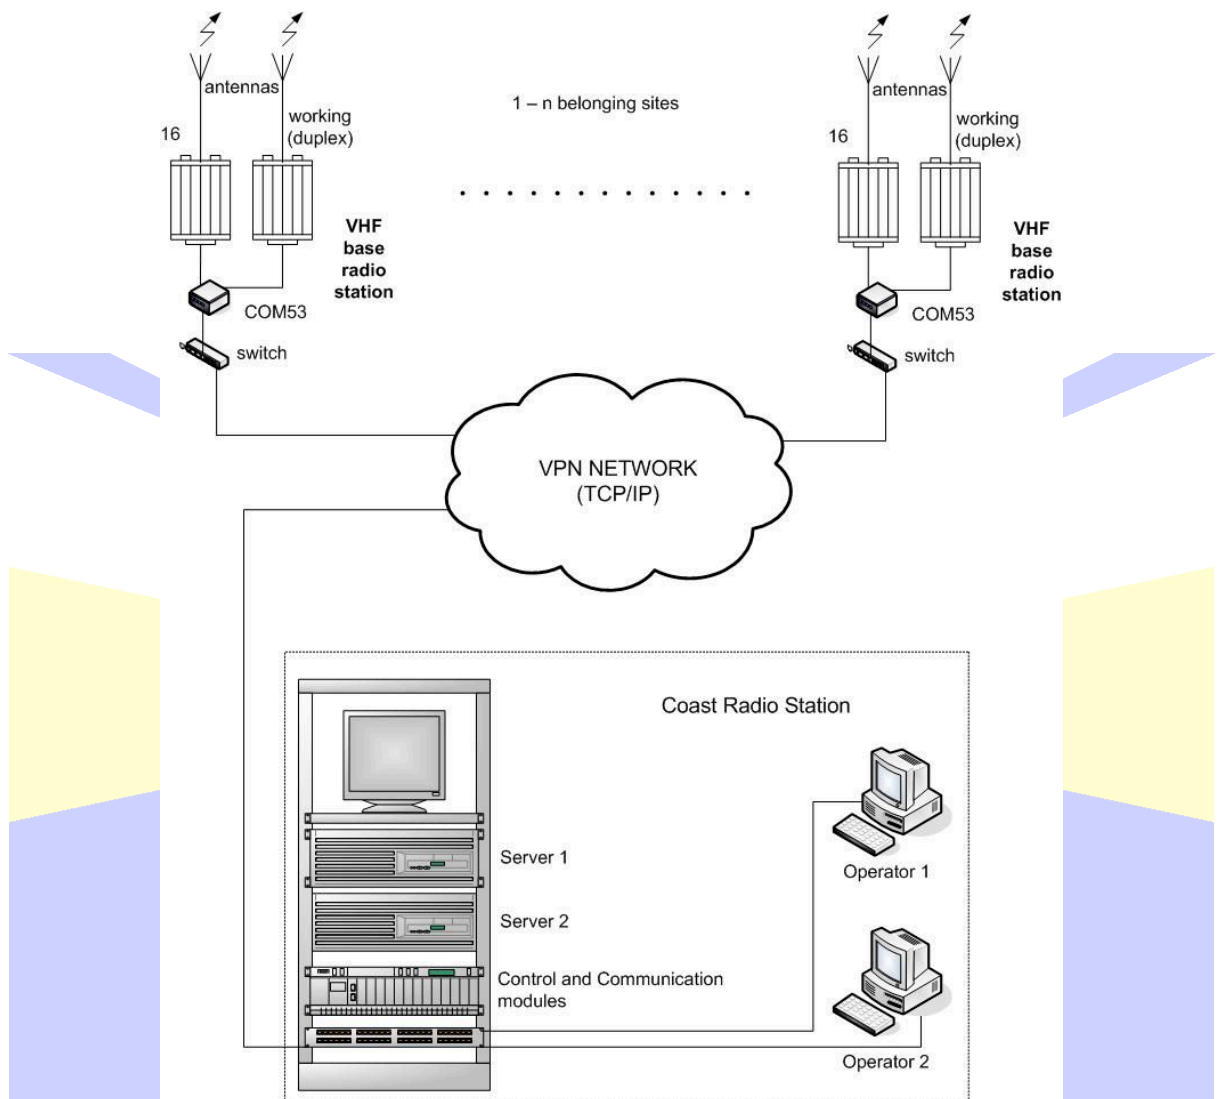 antennas
working
(duplex)
16
VHF
base
radio
station
COM53
switch
1 – n belonging sites
antennas
working
(duplex)
16
VHF
base
radio
station
COM53
switch
VPN NETWORK
(TCP/IP)
Coast Radio Station
Server 1
Server 2
Control and Communication
modules
Operator 1
Operator 2